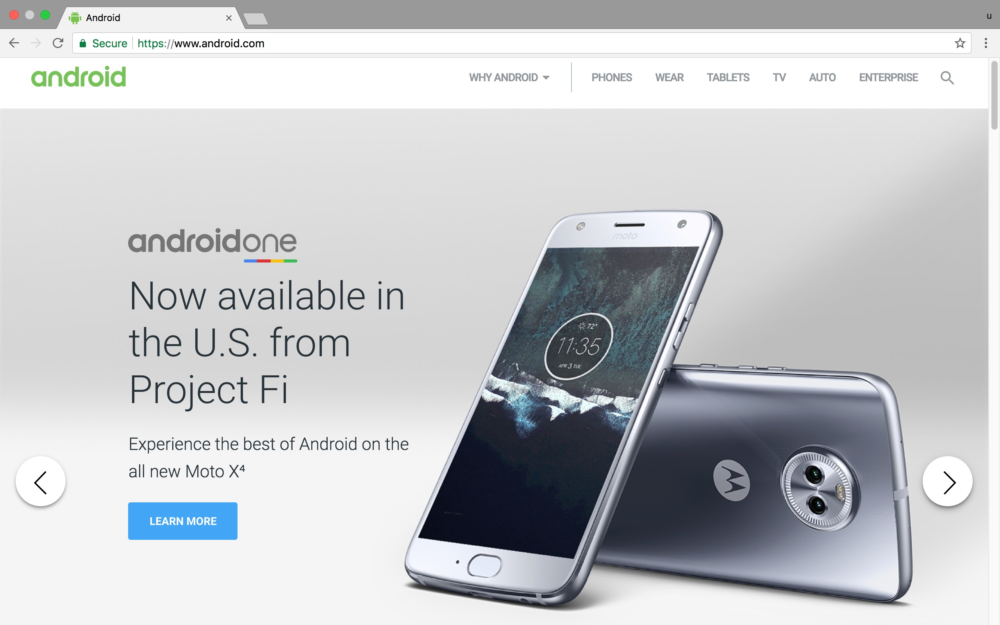 Android
u
Secure
https://www.android.com
android
WHY ANDROID
PHONES
WEAR
TABLETS
TV
AUTO
ENTERPRISE
androidone
Now available in
the U.S. from
Project Fi
Experience the best of Android on the
all new Moto X⁴
LEARN MORE
moto
72°
11:35
APR 3 TUE